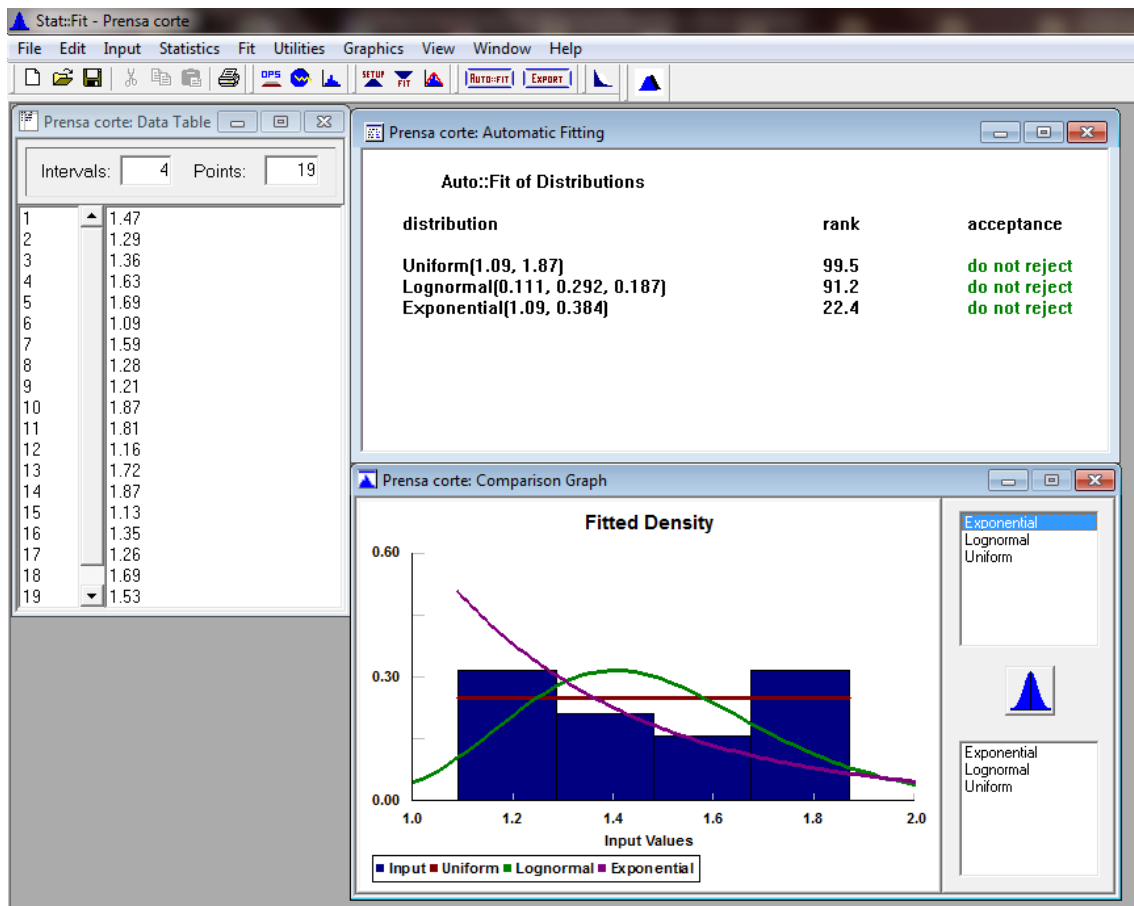 Stat::Fit - Prensa corte
File Edit Input Statistics Fit Utilities Graphics View Window Help
OPS SETUP FIT AUTO::FIT EXPORT
Prensa corte: Data Table
Intervals: 4 Points: 19
1 1.47
2 1.29
3 1.36
4 1.63
5 1.69
6 1.09
7 1.59
8 1.28
9 1.21
10 1.87
11 1.81
12 1.16
13 1.72
14 1.87
15 1.13
16 1.35
17 1.26
18 1.69
19 1.53
Prensa corte: Automatic Fitting
Auto::Fit of Distributions
distribution rank acceptance
Uniform(1.09, 1.87) 99.5 do not reject
Lognormal(0.111, 0.292, 0.187) 91.2 do not reject
Exponential(1.09, 0.384) 22.4 do not reject
Prensa corte: Comparison Graph
Fitted Density
0.60
0.30
0.00
1.0 1.2 1.4 1.6 1.8 2.0
Input Values
Input Uniform Lognormal Exponential
Exponential
Lognormal
Uniform
Exponential
Lognormal
Uniform